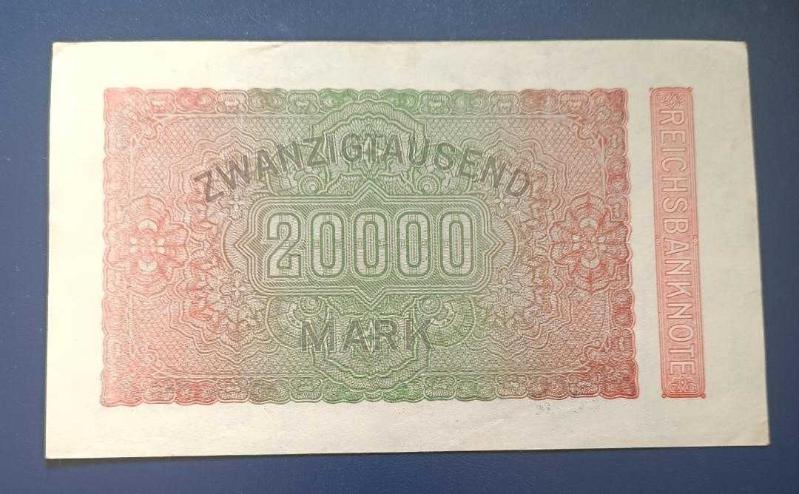 ZWANZIGTAUSEND
20000
MARK
REICHSBANKNOTE